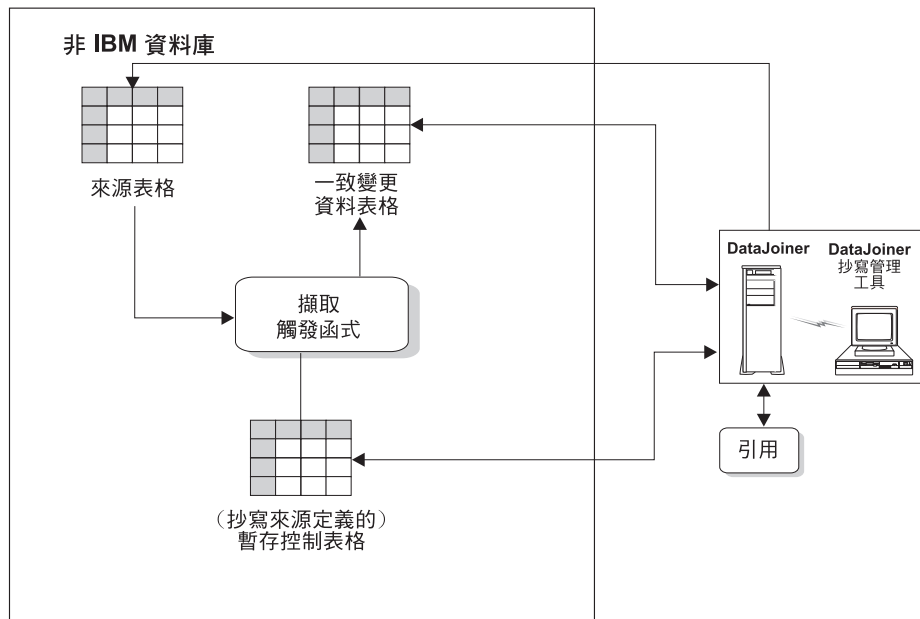 非 IBM 資料庫
來源表格
一致變更
資料表格
擷取
觸發函式
(抄寫來源定義的)
暫存控制表格
DataJoiner
DataJoiner
抄寫管理
工具
引用